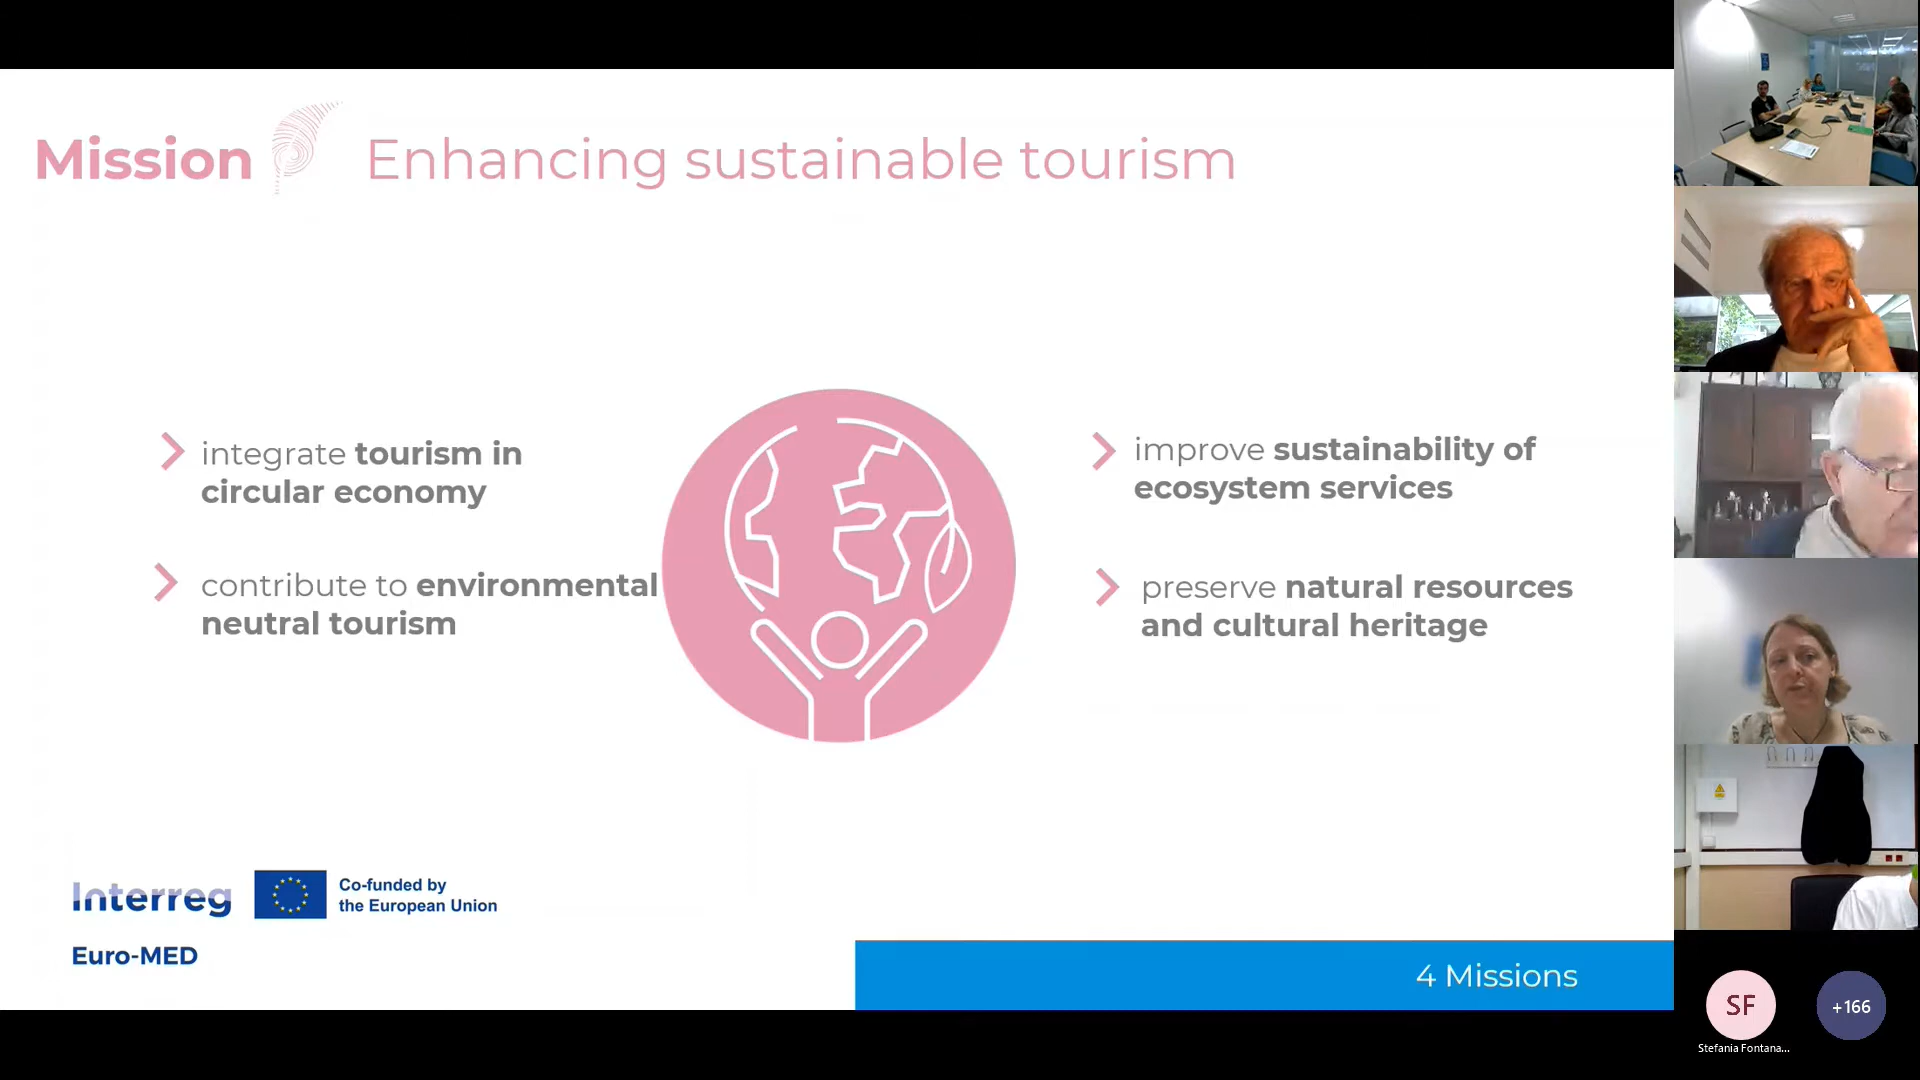 Mission Enhancing sustainable tourism
integrate tourism in
circular economy
contribute to environmental
neutral tourism
improve sustainability of
ecosystem services
preserve natural resources
and cultural heritage
Interreg
Co-funded by
the European Union
Euro-MED
4 Missions
SF
+166
Stefania Fontana...